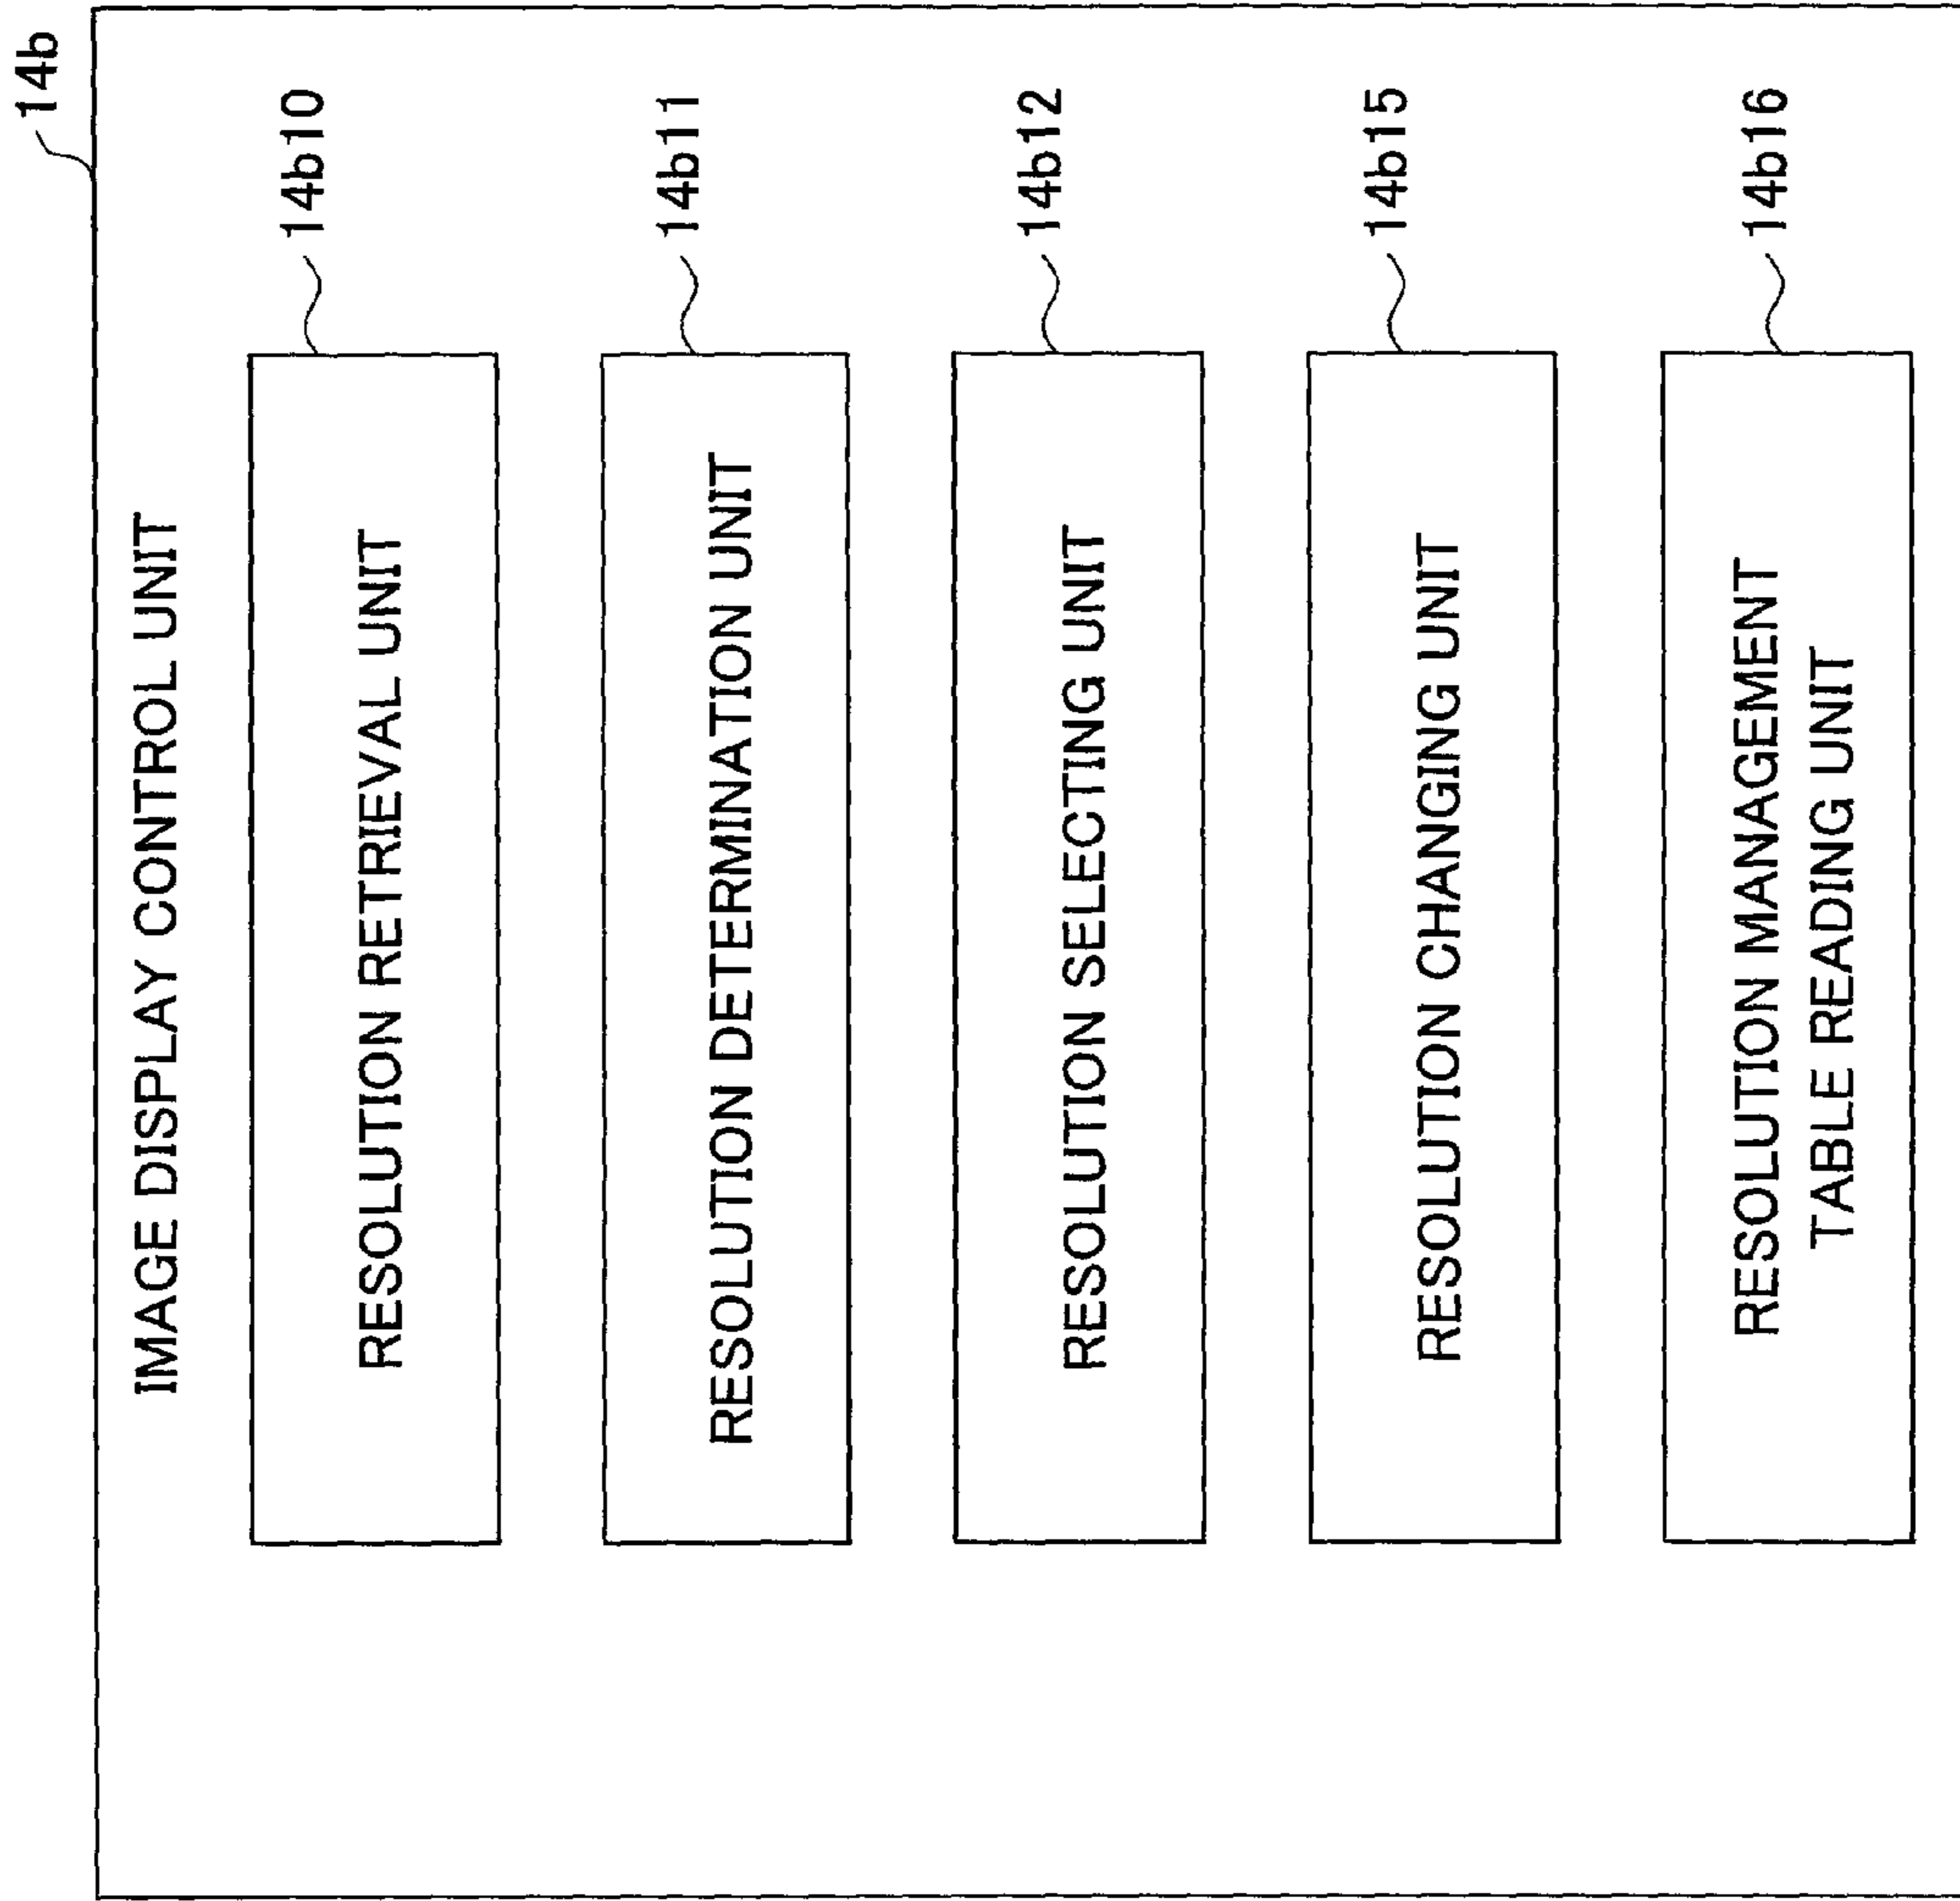 14b
IMAGE DISPLAY CONTROL UNIT
14b10
RESOLUTION RETRIEVAL UNIT
14b11
RESOLUTION DETERMINATION UNIT
14b12
RESOLUTION SELECTING UNIT
14b15
RESOLUTION CHANGING UNIT
14b16
RESOLUTION MANAGEMENT
TABLE READING UNIT